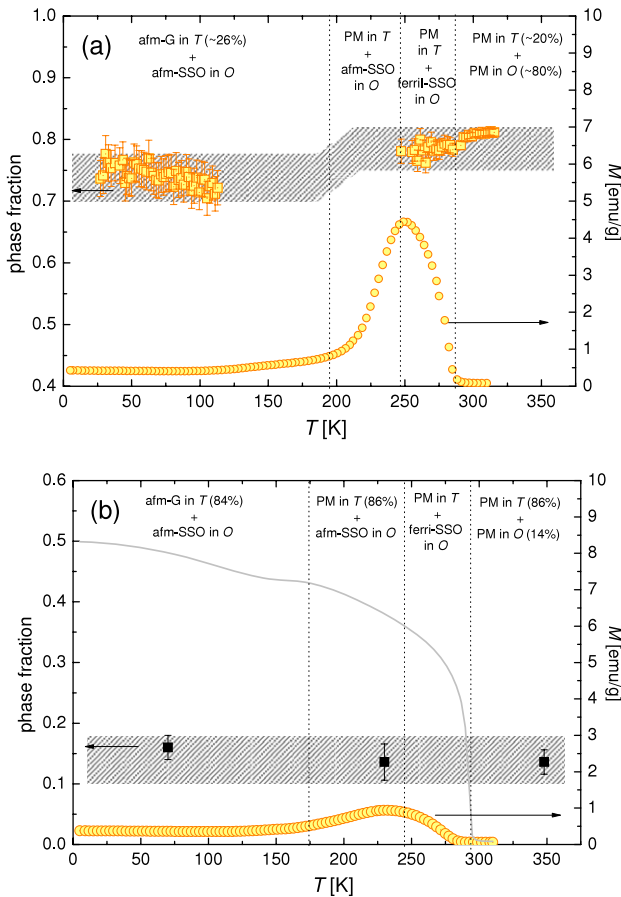 (a)
afm-G in T (~26%)
+
afm-SSO in O
PM in T
+
afm-SSO
in O
PM
in T
+
ferril-SSO
in O
PM in T (~20%)
+
PM in O (~80%)
1.0
0.9
0.8
0.7
0.6
0.5
0.4
phase fraction
10
9
8
7
6
5
4
3
2
1
0
M [emu/g]
0
50
100
150
200
250
300
350
T [K]
(b)
afm-G in T (84%)
+
afm-SSO in O
PM in T (86%)
+
afm-SSO in O
PM in T
+
ferri-SSO
in O
PM in T (86%)
+
PM in O (14%)
0.6
0.5
0.4
0.3
0.2
0.1
0.0
phase fraction
10
9
8
7
6
5
4
3
2
1
0
M [emu/g]
0
50
100
150
200
250
300
350
T [K]